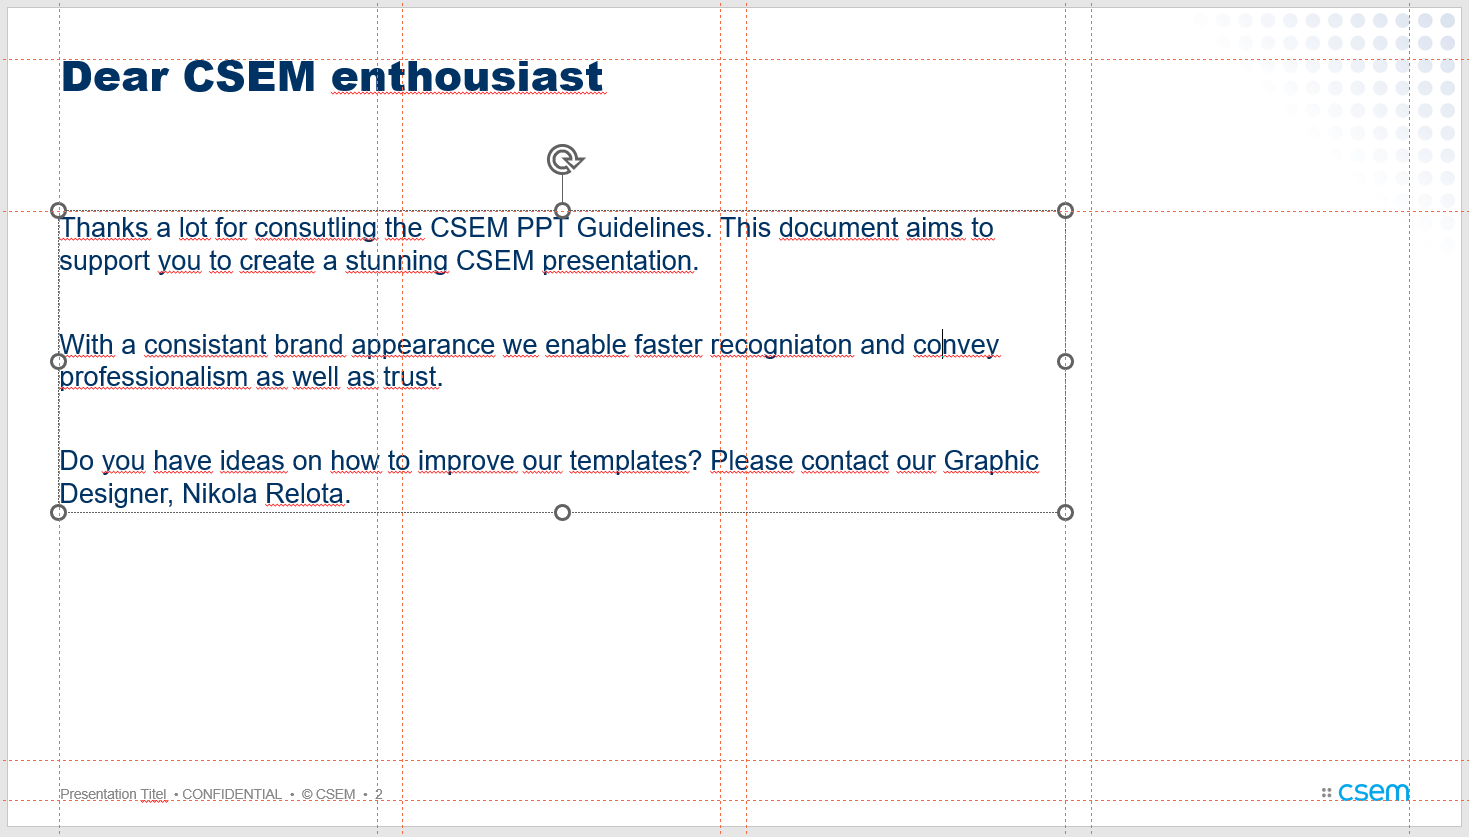 Dear CSEM enthousiast
Thanks a lot for consutling the CSEM PPT Guidelines. This document aims to
support you to create a stunning CSEM presentation.
With a consistant brand appearance we enable faster recogniaton and convey
professionalism as well as trust.
Do you have ideas on how to improve our templates? Please contact our Graphic
Designer, Nikola Relota.
Presentation Titel • CONFIDENTIAL • © CSEM • 2
csem